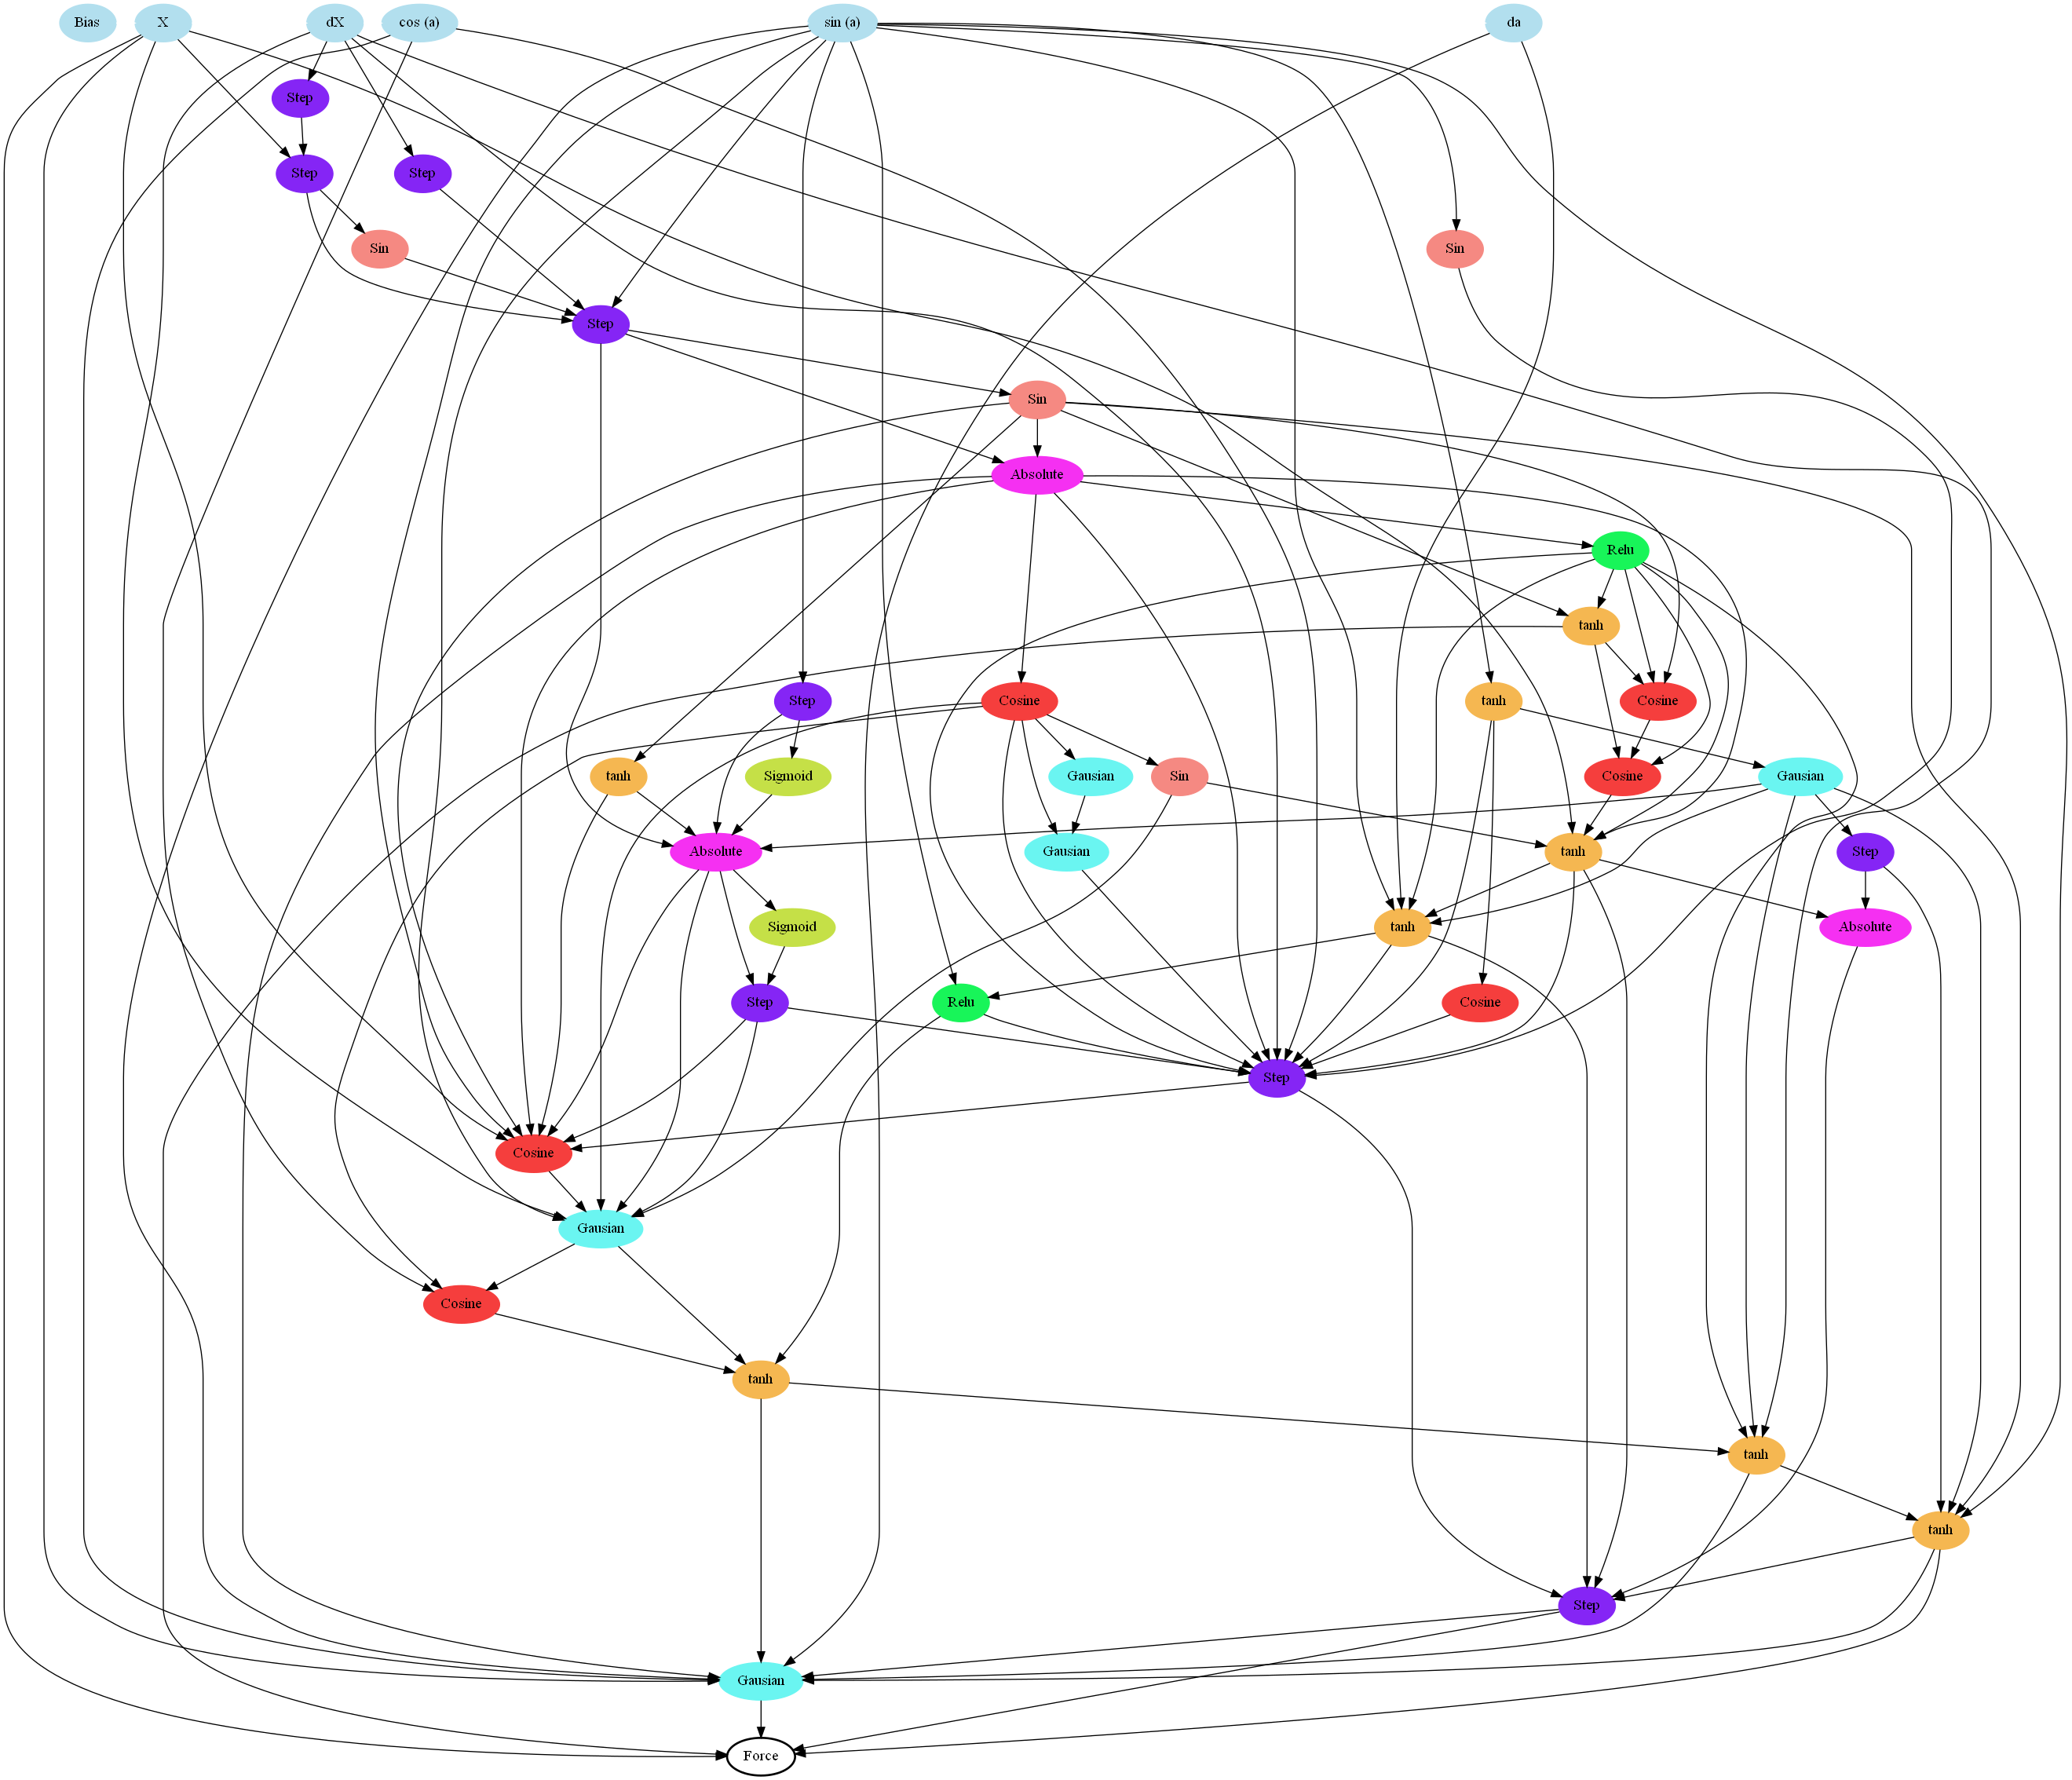 Bias
X
dX
cos (a)
sin (a)
da
Step
Step
Step
Sin
Sin
Step
Sin
Absolute
Relu
tanh
Step
Cosine
tanh
Cosine
tanh
Sigmoid
Gausian
Sin
Cosine
Gausian
Absolute
Gausian
tanh
Step
Sigmoid
tanh
Absolute
Step
Relu
Cosine
Step
Cosine
Gausian
Cosine
tanh
tanh
tanh
Step
Gausian
Force